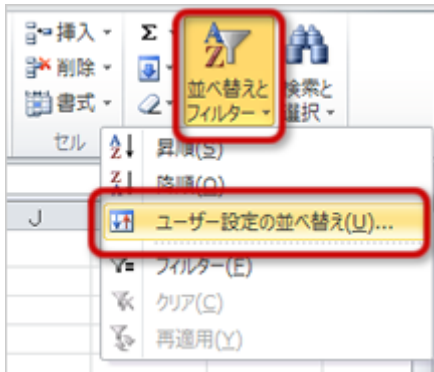 挿入
削除
書式
セル
Σ
並べ替えと
フィルター
検索と
選択
昇順(S)
降順(O)
ユーザー設定の並べ替え(U)...
フィルター(F)
クリア(C)
再適用(Y)
J